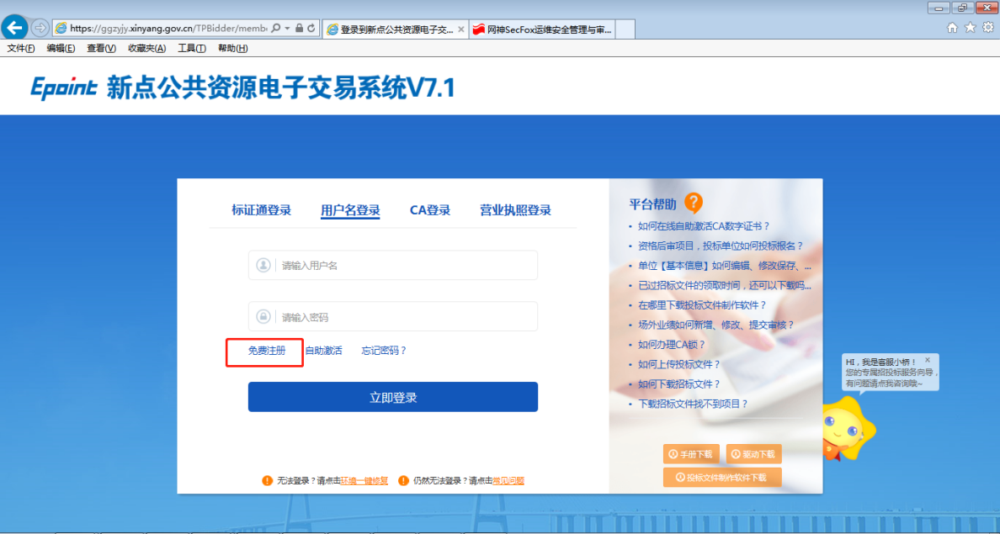 https://ggzyjy.xinyang.gov.cn/TPBidder/memb
登录到新点公共资源电子交...
网神SecFox运维安全管理与审...
文件(F) 编辑(E) 查看(V) 收藏夹(A) 工具(T) 帮助(H)
Epoint 新点公共资源电子交易系统V7.1
标证通登录 用户名登录 CA登录 营业执照登录
请输入用户名
请输入密码
免费注册 自助激活 忘记密码？
立即登录
无法登录？请点击环境一键修复 仍然无法登录？请点击常见问题
平台帮助
• 如何在线自助激活CA数字证书？
• 资格后审项目，投标单位如何投标报名？
• 单位【基本信息】如何编辑、修改保存、...
• 已过招标文件的领取时间，还可以下载吗...
• 在哪里下载投标文件制作软件？
• 场外业绩如何新增、修改、提交审核？
• 如何办理CA锁？
• 如何上传投标文件？
• 如何下载招标文件？
• 下载招标文件找不到项目？
手册下载 驱动下载
投标文件制作软件下载
HI，我是客服小桥！
您的专属招投标服务向导，
有问题请点我咨询哦~